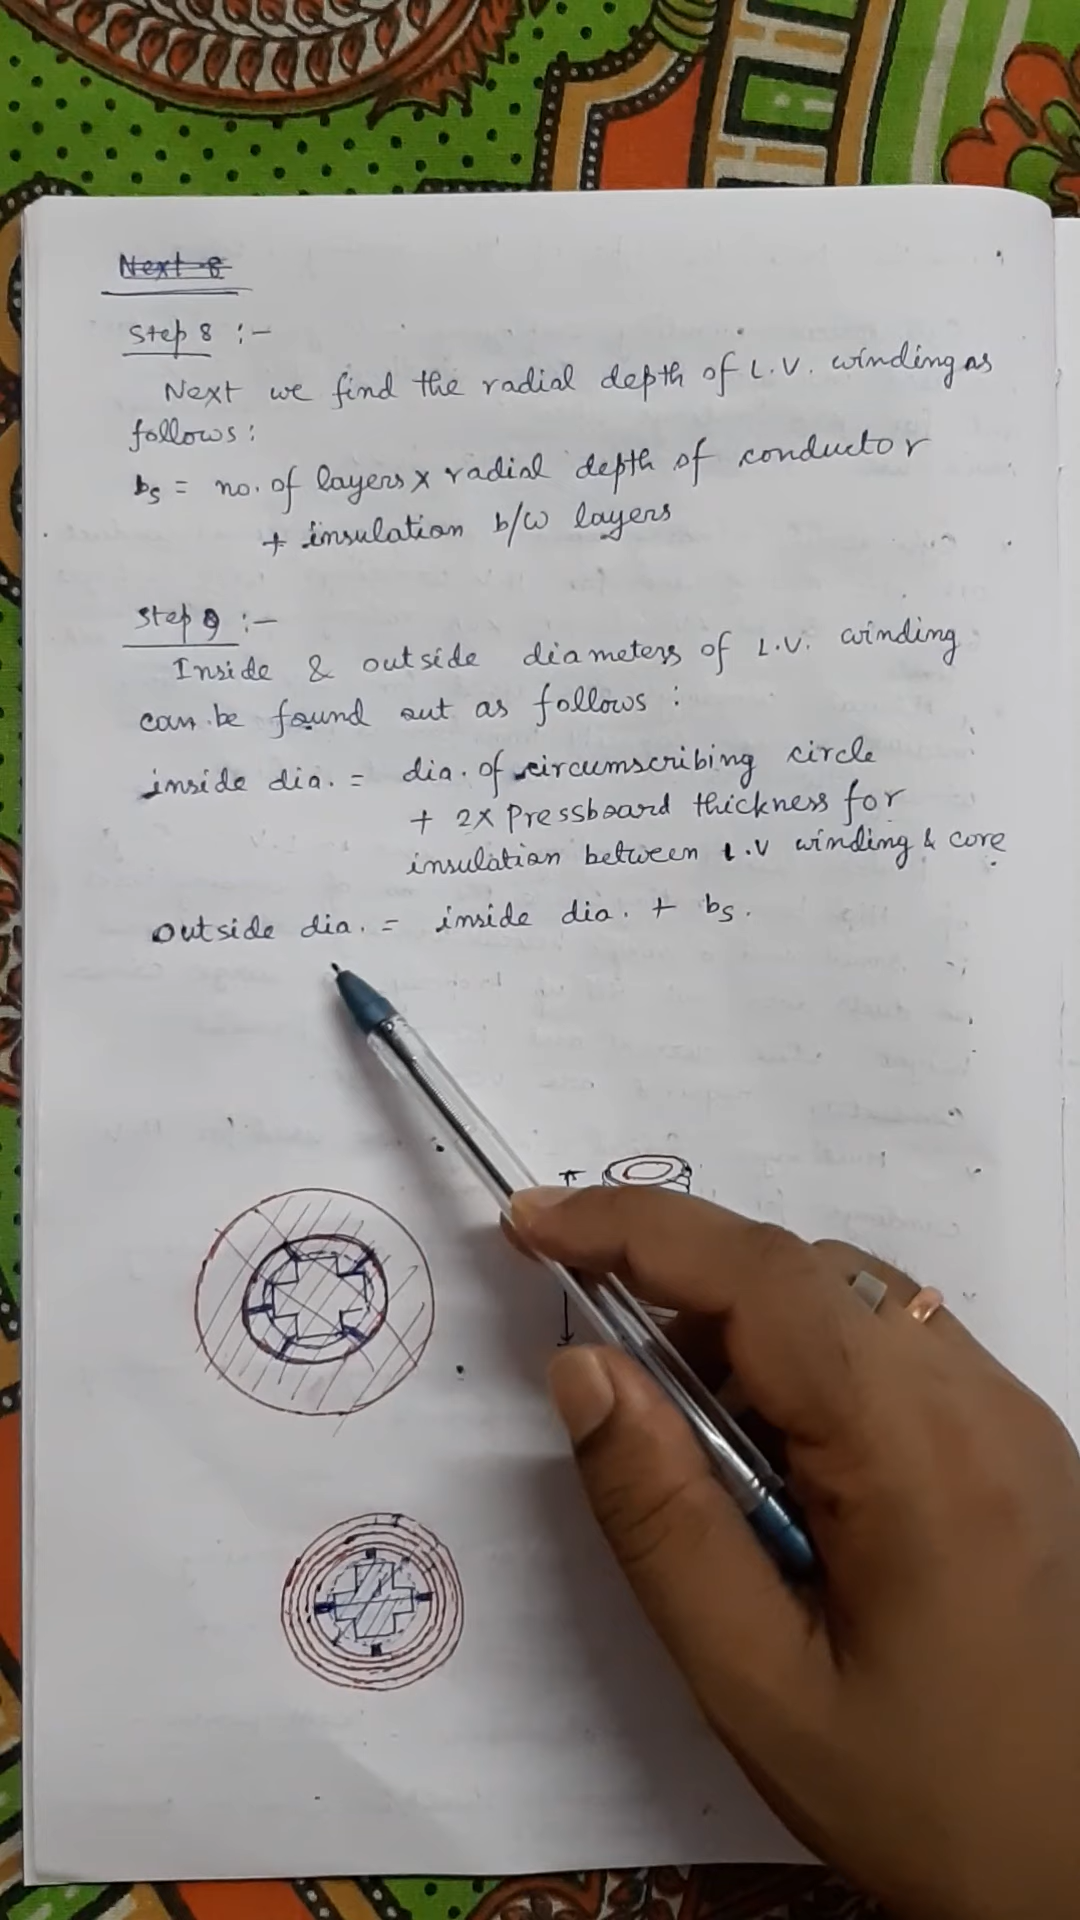 Next 8
Step 8 :-
Next we find the radial depth of L.V. winding as
follows :
bs = no. of layers x radial depth of conductor
+ insulation b/w layers
Step 9 :-
Inside & outside diameters of L.V. winding
can be found out as follows :
inside dia. = dia. of circumscribing circle
+ 2x Pressboard thickness for
insulation between L.V winding & core
outside dia. = inside dia. + bs.